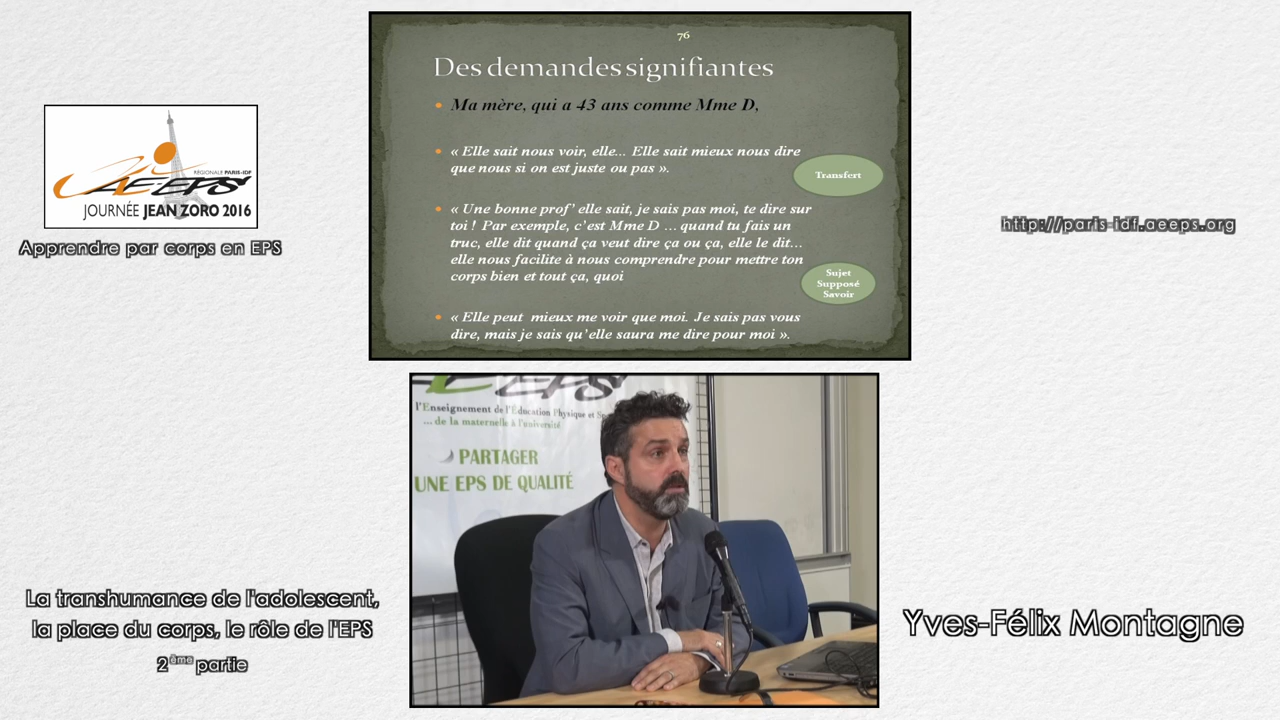 76
Des demandes signifiantes
• Ma mère, qui a 43 ans comme Mme D,
• « Elle sait nous voir, elle... Elle sait mieux nous dire
que nous si on est juste ou pas ».
Transfert
• « Une bonne prof' elle sait, je sais pas moi, te dire sur
toi ! Par exemple, c'est Mme D ... quand tu fais un
truc, elle dit quand ça veut dire ça ou ça, elle le dit...
elle nous facilite à nous comprendre pour mettre ton
corps bien et tout ça, quoi
Sujet
Supposé
Savoir
• « Elle peut mieux me voir que moi. Je sais pas vous
dire, mais je sais qu'elle saura me dire pour moi ».
AEEPS
RÉGIONALE PARIS-IDF
JOURNÉE JEAN ZORO 2016
Apprendre par corps en EPS
http://paris-idf.aeeps.org
l'Enseignement de l'Éducation Physique et Sp
... de la maternelle à l'université
PARTAGER
UNE EPS DE QUALITÉ
La transhumance de l'adolescent,
la place du corps, le rôle de l'EPS
2ème partie
Yves-Félix Montagne